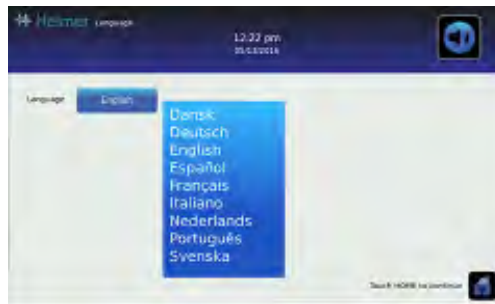 Helmer Language
12:22 pm
Language English
Dansk
Deutsch
English
Español
Français
Italiano
Nederlands
Português
Svenska
Touch HOME to continue